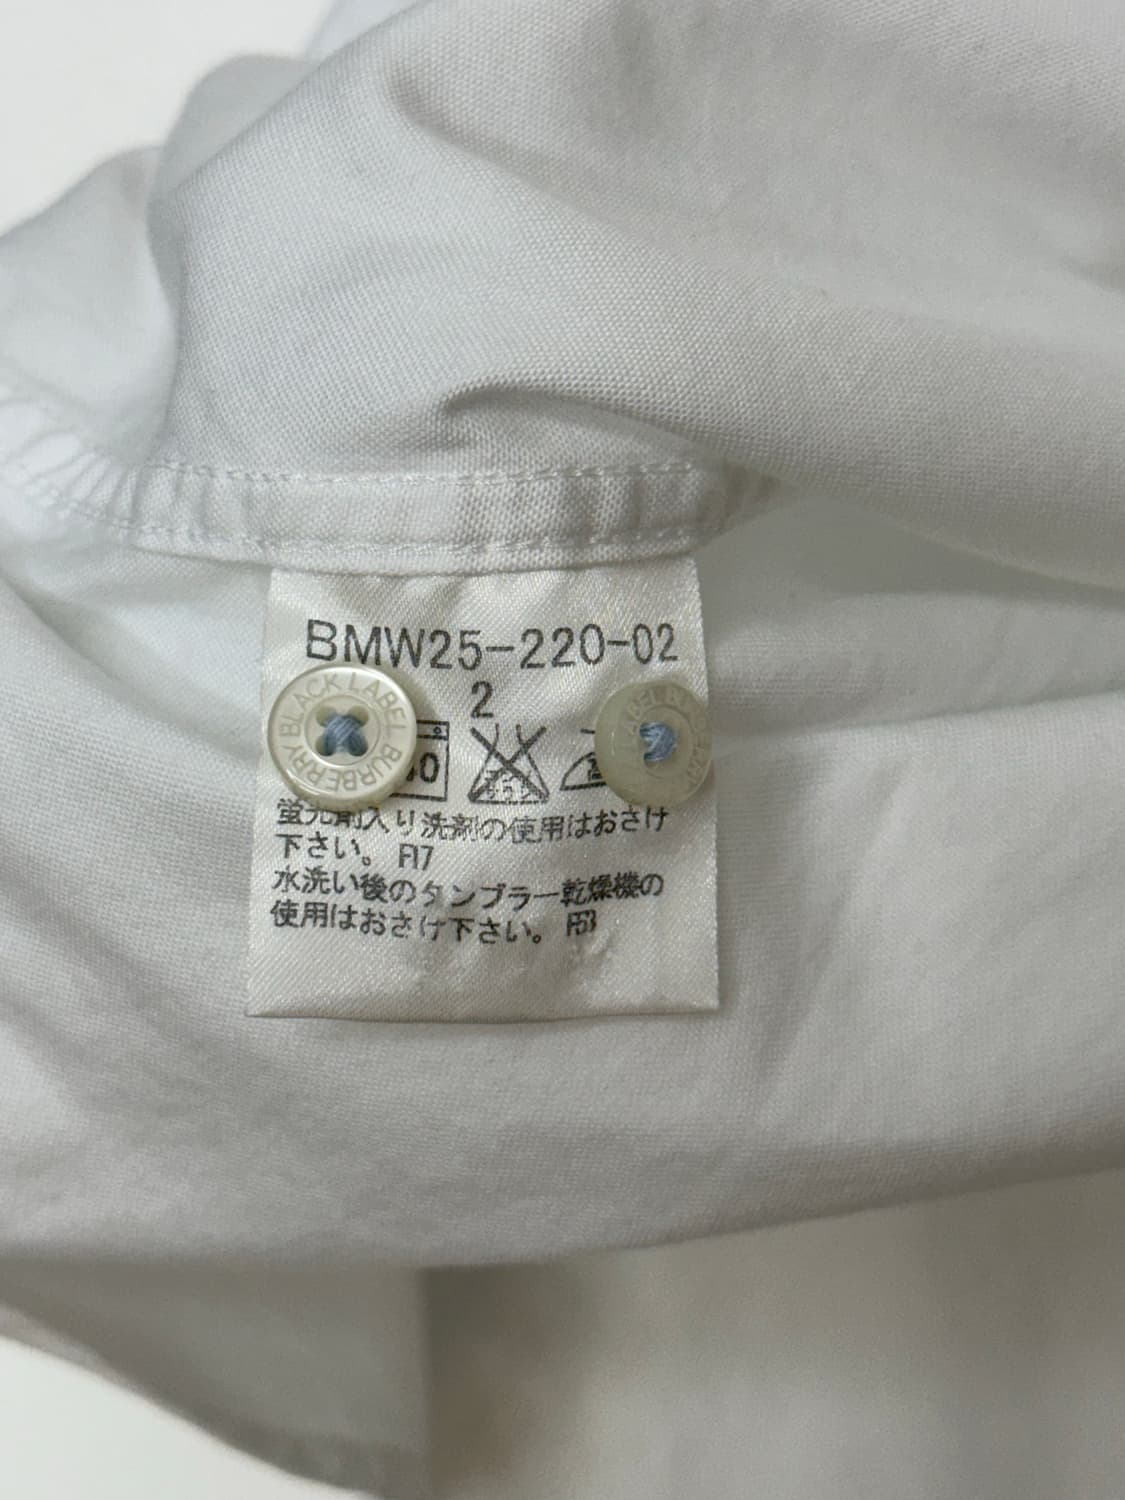 BMW25-220-02
2
BURBERRY BLACK LABEL
LABEL
蛍光剤入り洗剤の使用はおさけ
下さい。 F17
水洗い後のタンブラー乾燥機の
使用はおさけ下さい。 F53